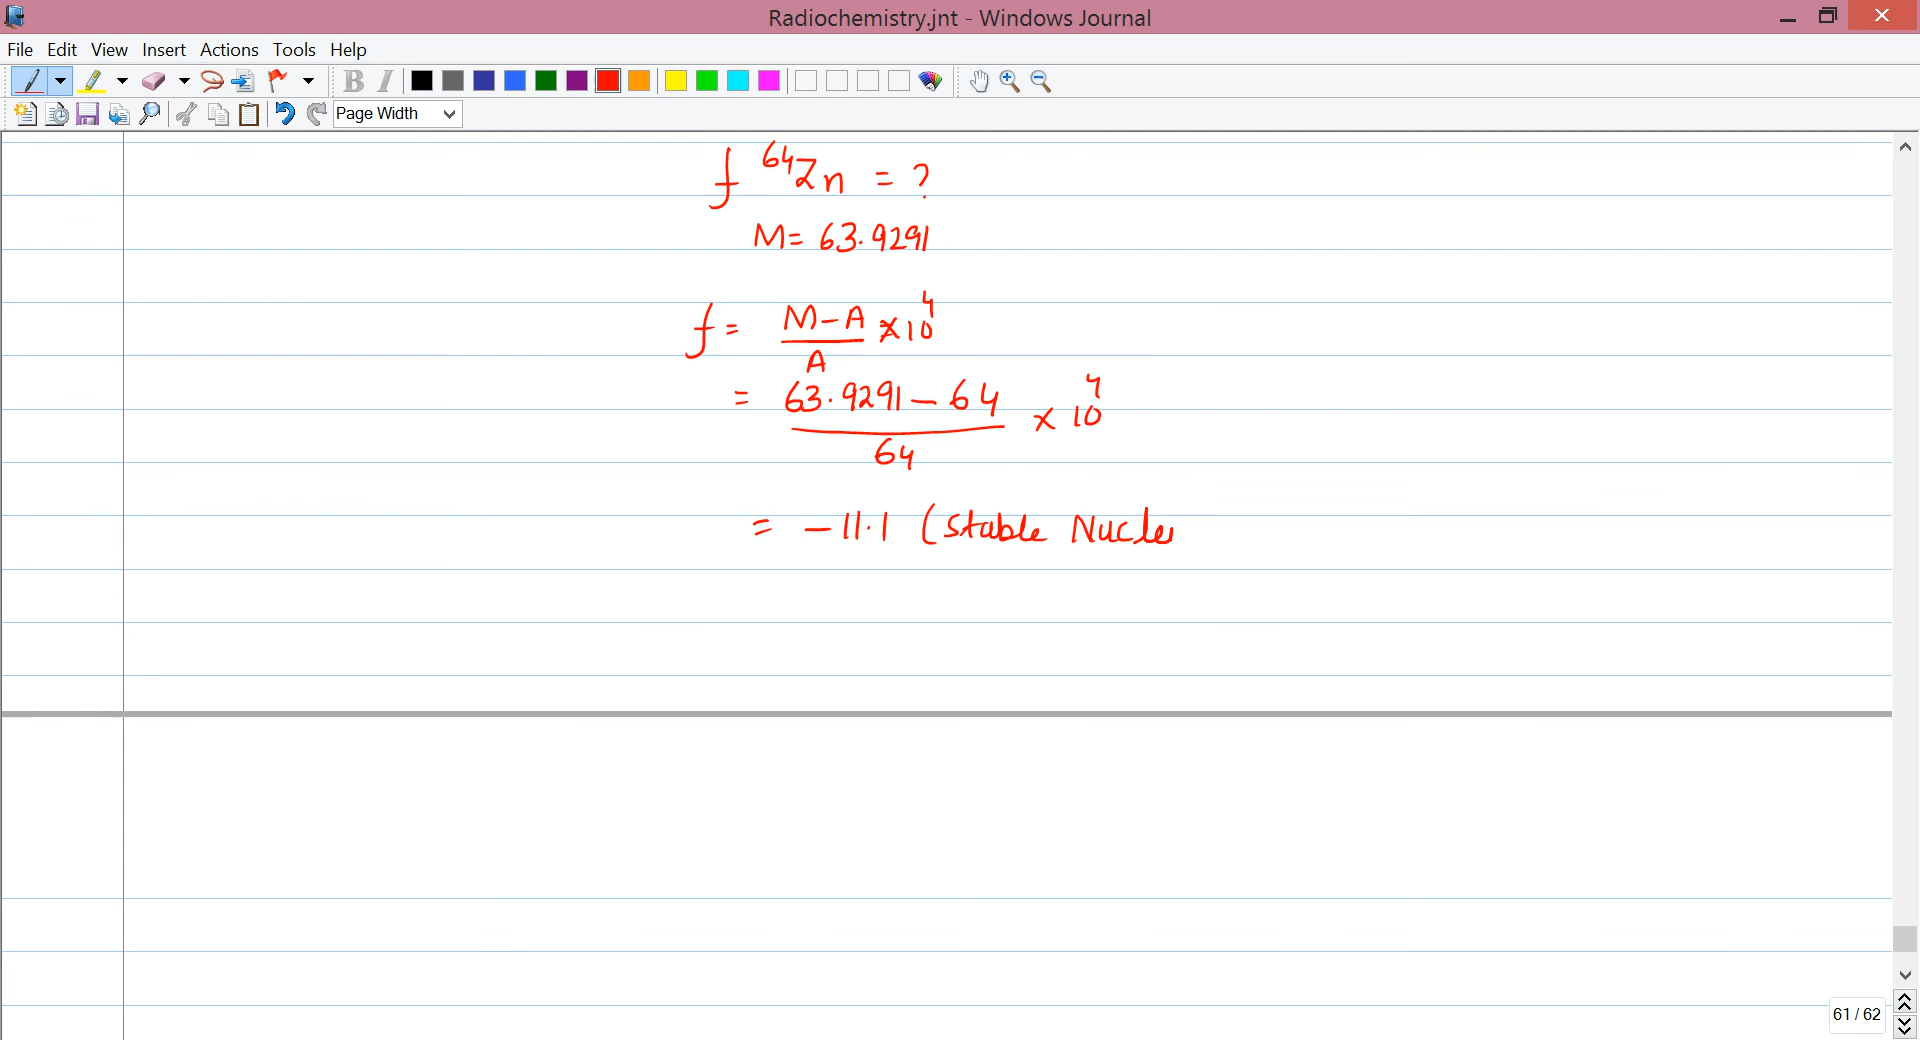 Radiochemistry.jnt - Windows Journal
File Edit View Insert Actions Tools Help
B I
Page Width
f ⁶⁴Zn = ?
M = 63.9291
f = M-A/A × 10⁴
= 63.9291 - 64/64 × 10⁴
= -11.1 (Stable Nucle
61 / 62